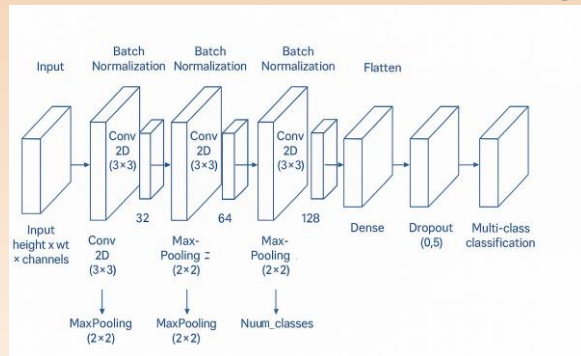 Input
Batch
Normalization
Batch
Normalization
Batch
Normalization
Flatten
Conv
2D
(3×3)
Conv
2D
(3×3)
Conv
2D
(3×3)
32
64
128
Input
height x wt
× channels
Conv
2D
(3×3)
Max-
Pooling =
(2×2)
Max-
Pooling
(2×2)
Dense
Dropout
(0,5)
Multi-class
classification
MaxPooling
(2×2)
MaxPooling
(2×2)
Nuum_classes